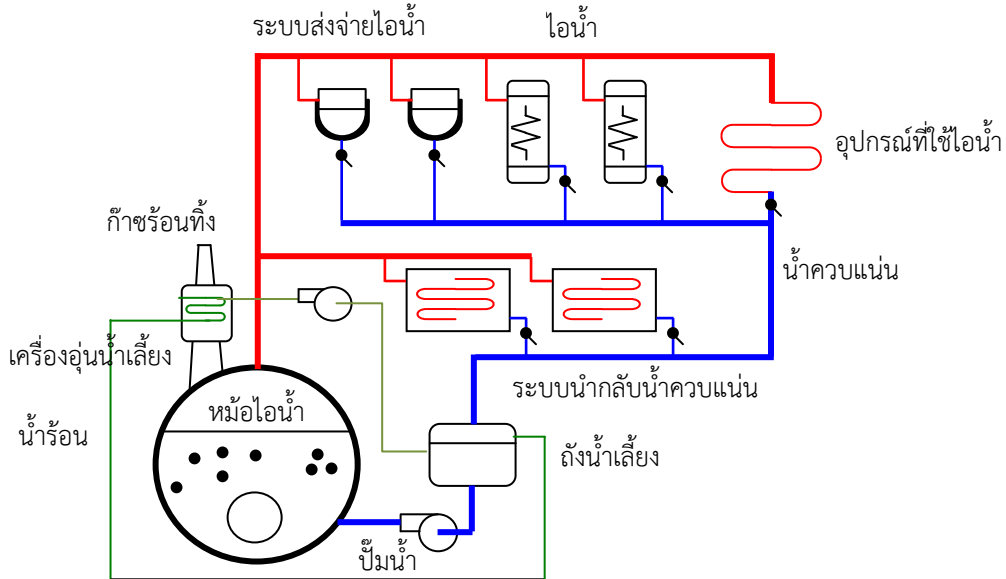 ระบบส่งจ่ายไอน้ำ
ไอน้ำ
อุปกรณ์ที่ใช้ไอน้ำ
ก๊าซร้อนทิ้ง
น้ำควบแน่น
เครื่องอุ่นน้ำเลี้ยง
ระบบนำกลับน้ำควบแน่น
หม้อไอน้ำ
น้ำร้อน
ถังน้ำเลี้ยง
ปั๊มน้ำ